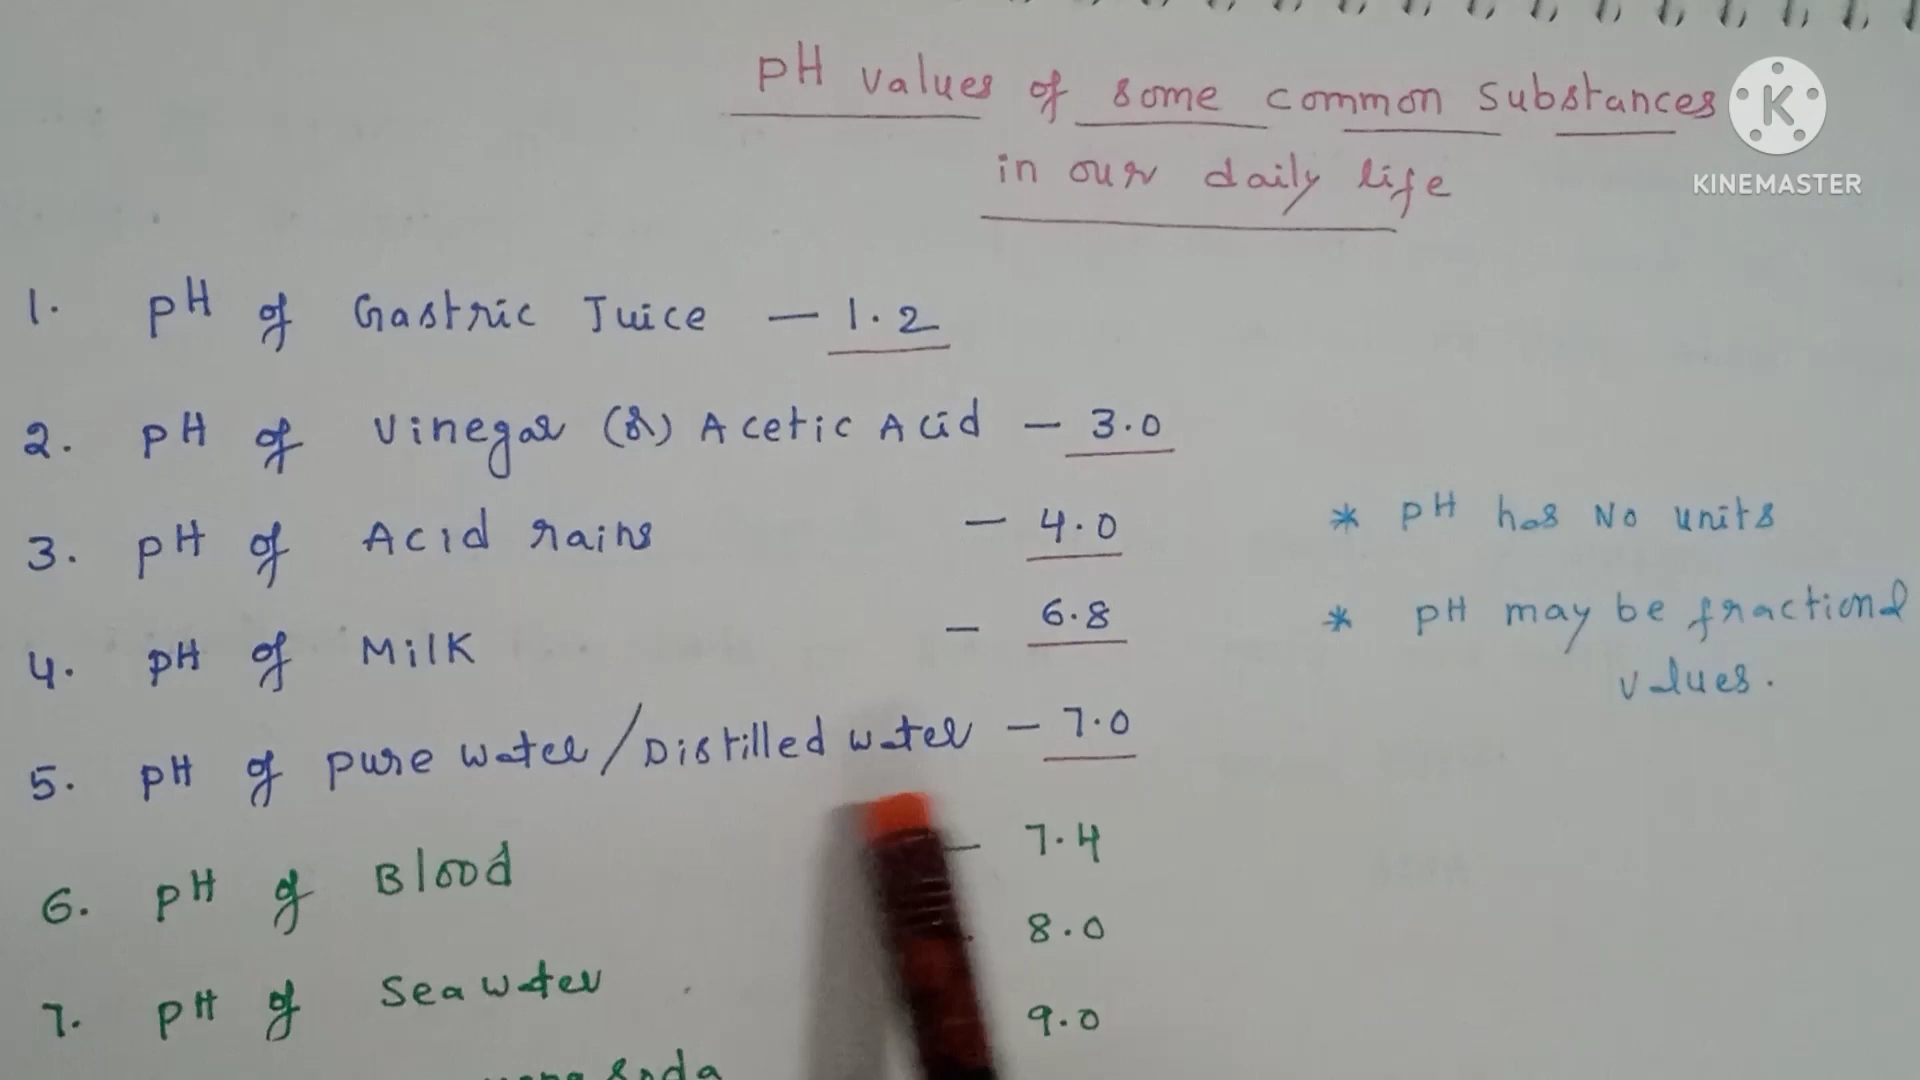 pH values of some common substances
in our daily life
KINEMASTER
1. pH of Gastric Juice — 1.2
2. pH of Vinegar (or) Acetic Acid — 3.0
3. pH of Acid rains — 4.0
* pH has No units
4. pH of Milk — 6.8
* pH may be fractional
values.
5. pH of pure water/Distilled water — 7.0
6. pH of Blood — 7.4
7. pH of Sea water 8.0
soda 9.0